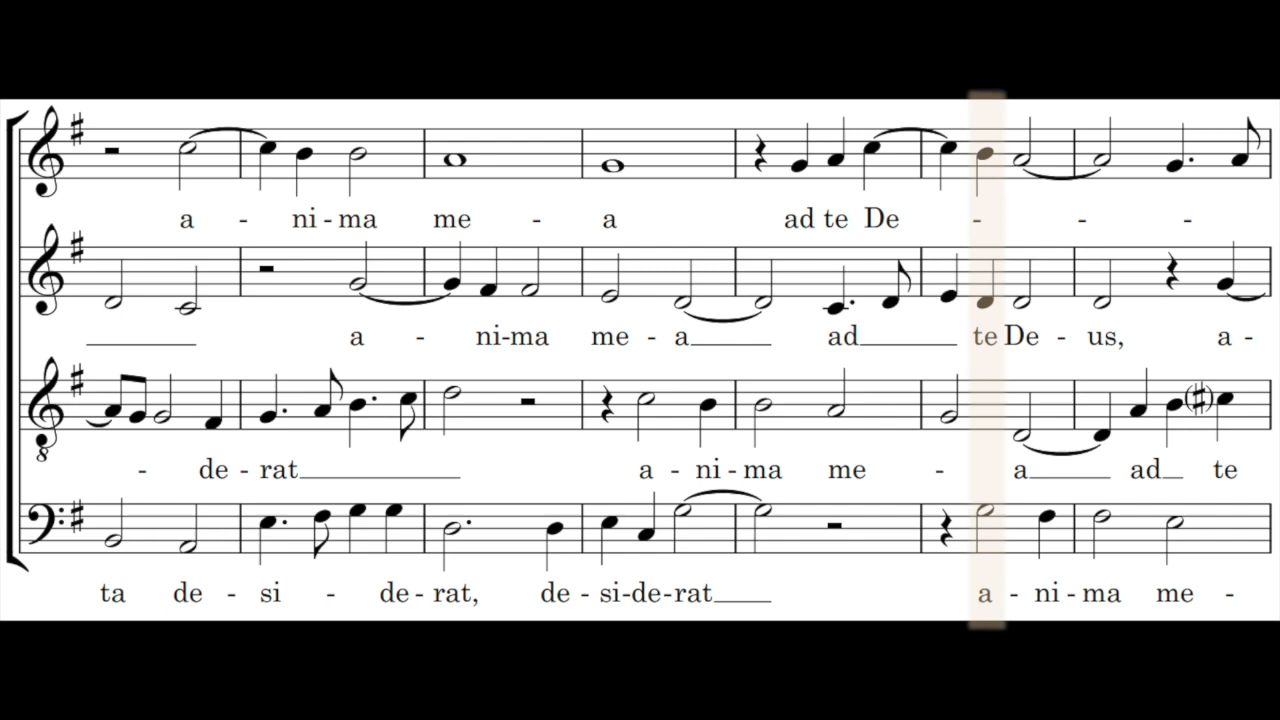 a - ni - ma me - a ad te De - - -
a - ni-ma me - a ad te De - us, a -
- de - rat a - ni - ma me - a ad te
ta de - si - de - rat, de - si-de-rat a - ni - ma me -